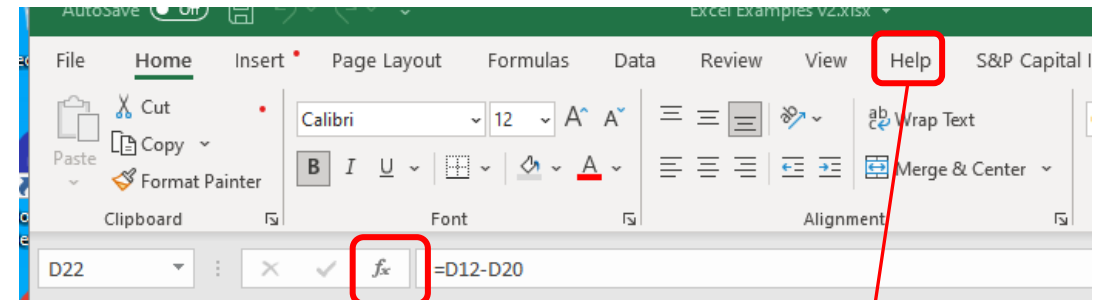 AutoSave Off Excel Examples v2.xlsx
File Home Insert Page Layout Formulas Data Review View Help S&P Capital I
Cut Calibri 12 A A ab Wrap Text
Copy
Paste B I U A Merge & Center
Format Painter
Clipboard Font Alignment
D22 fx =D12-D20